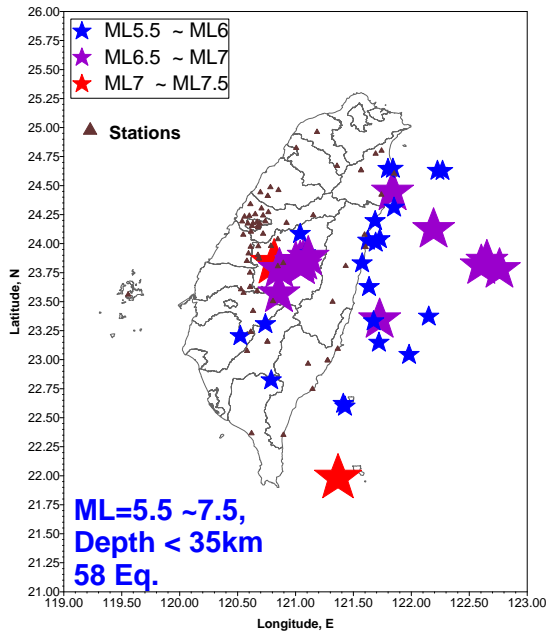 ML5.5 ~ ML6
ML6.5 ~ ML7
ML7 ~ ML7.5
Stations
26.00
25.75
25.50
25.25
25.00
24.75
24.50
24.25
24.00
23.75
23.50
23.25
23.00
22.75
22.50
22.25
22.00
21.75
21.50
21.25
21.00
Latitude, N
ML=5.5 ~7.5,
Depth < 35km
58 Eq.
119.00 119.50 120.00 120.50 121.00 121.50 122.00 122.50 123.00
Longitude, E